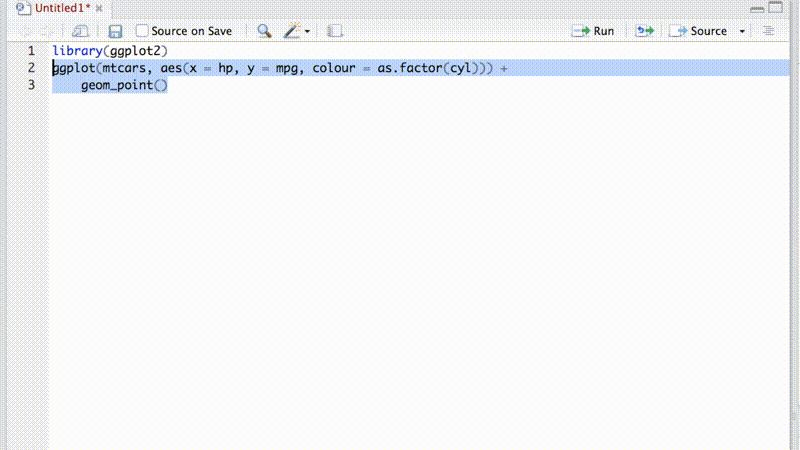 Untitled1*
Source on Save Run Source
1 library(ggplot2)
2 ggplot(mtcars, aes(x = hp, y = mpg, colour = as.factor(cyl))) +
3 geom_point()